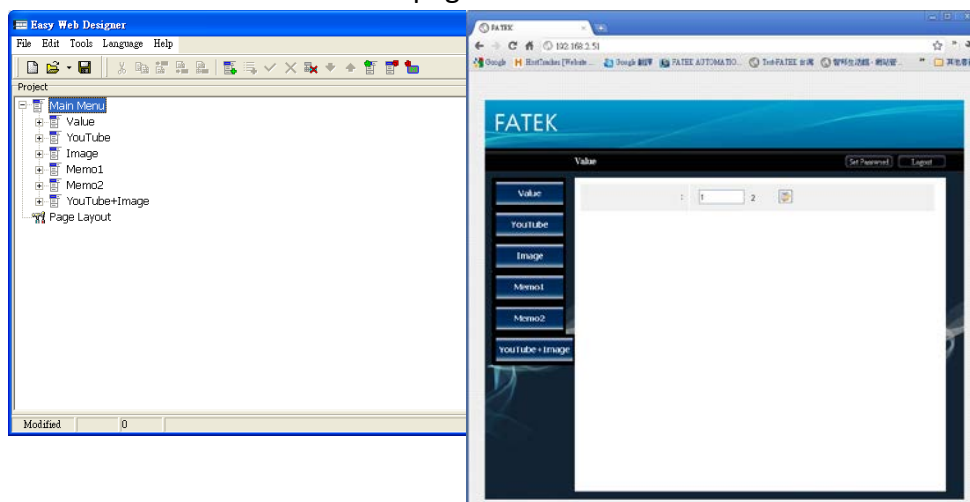 Easy Web Designer
File Edit Tools Language Help
Project
Main Menu
Value
YouTube
Image
Memo1
Memo2
YouTube+Image
Page Layout
Modified 0
FATEK
192.168.2.51
Google
FATEK
Value Set Password Logout
Value
: 1 2
YouTube
Image
Memo1
Memo2
YouTube+Image